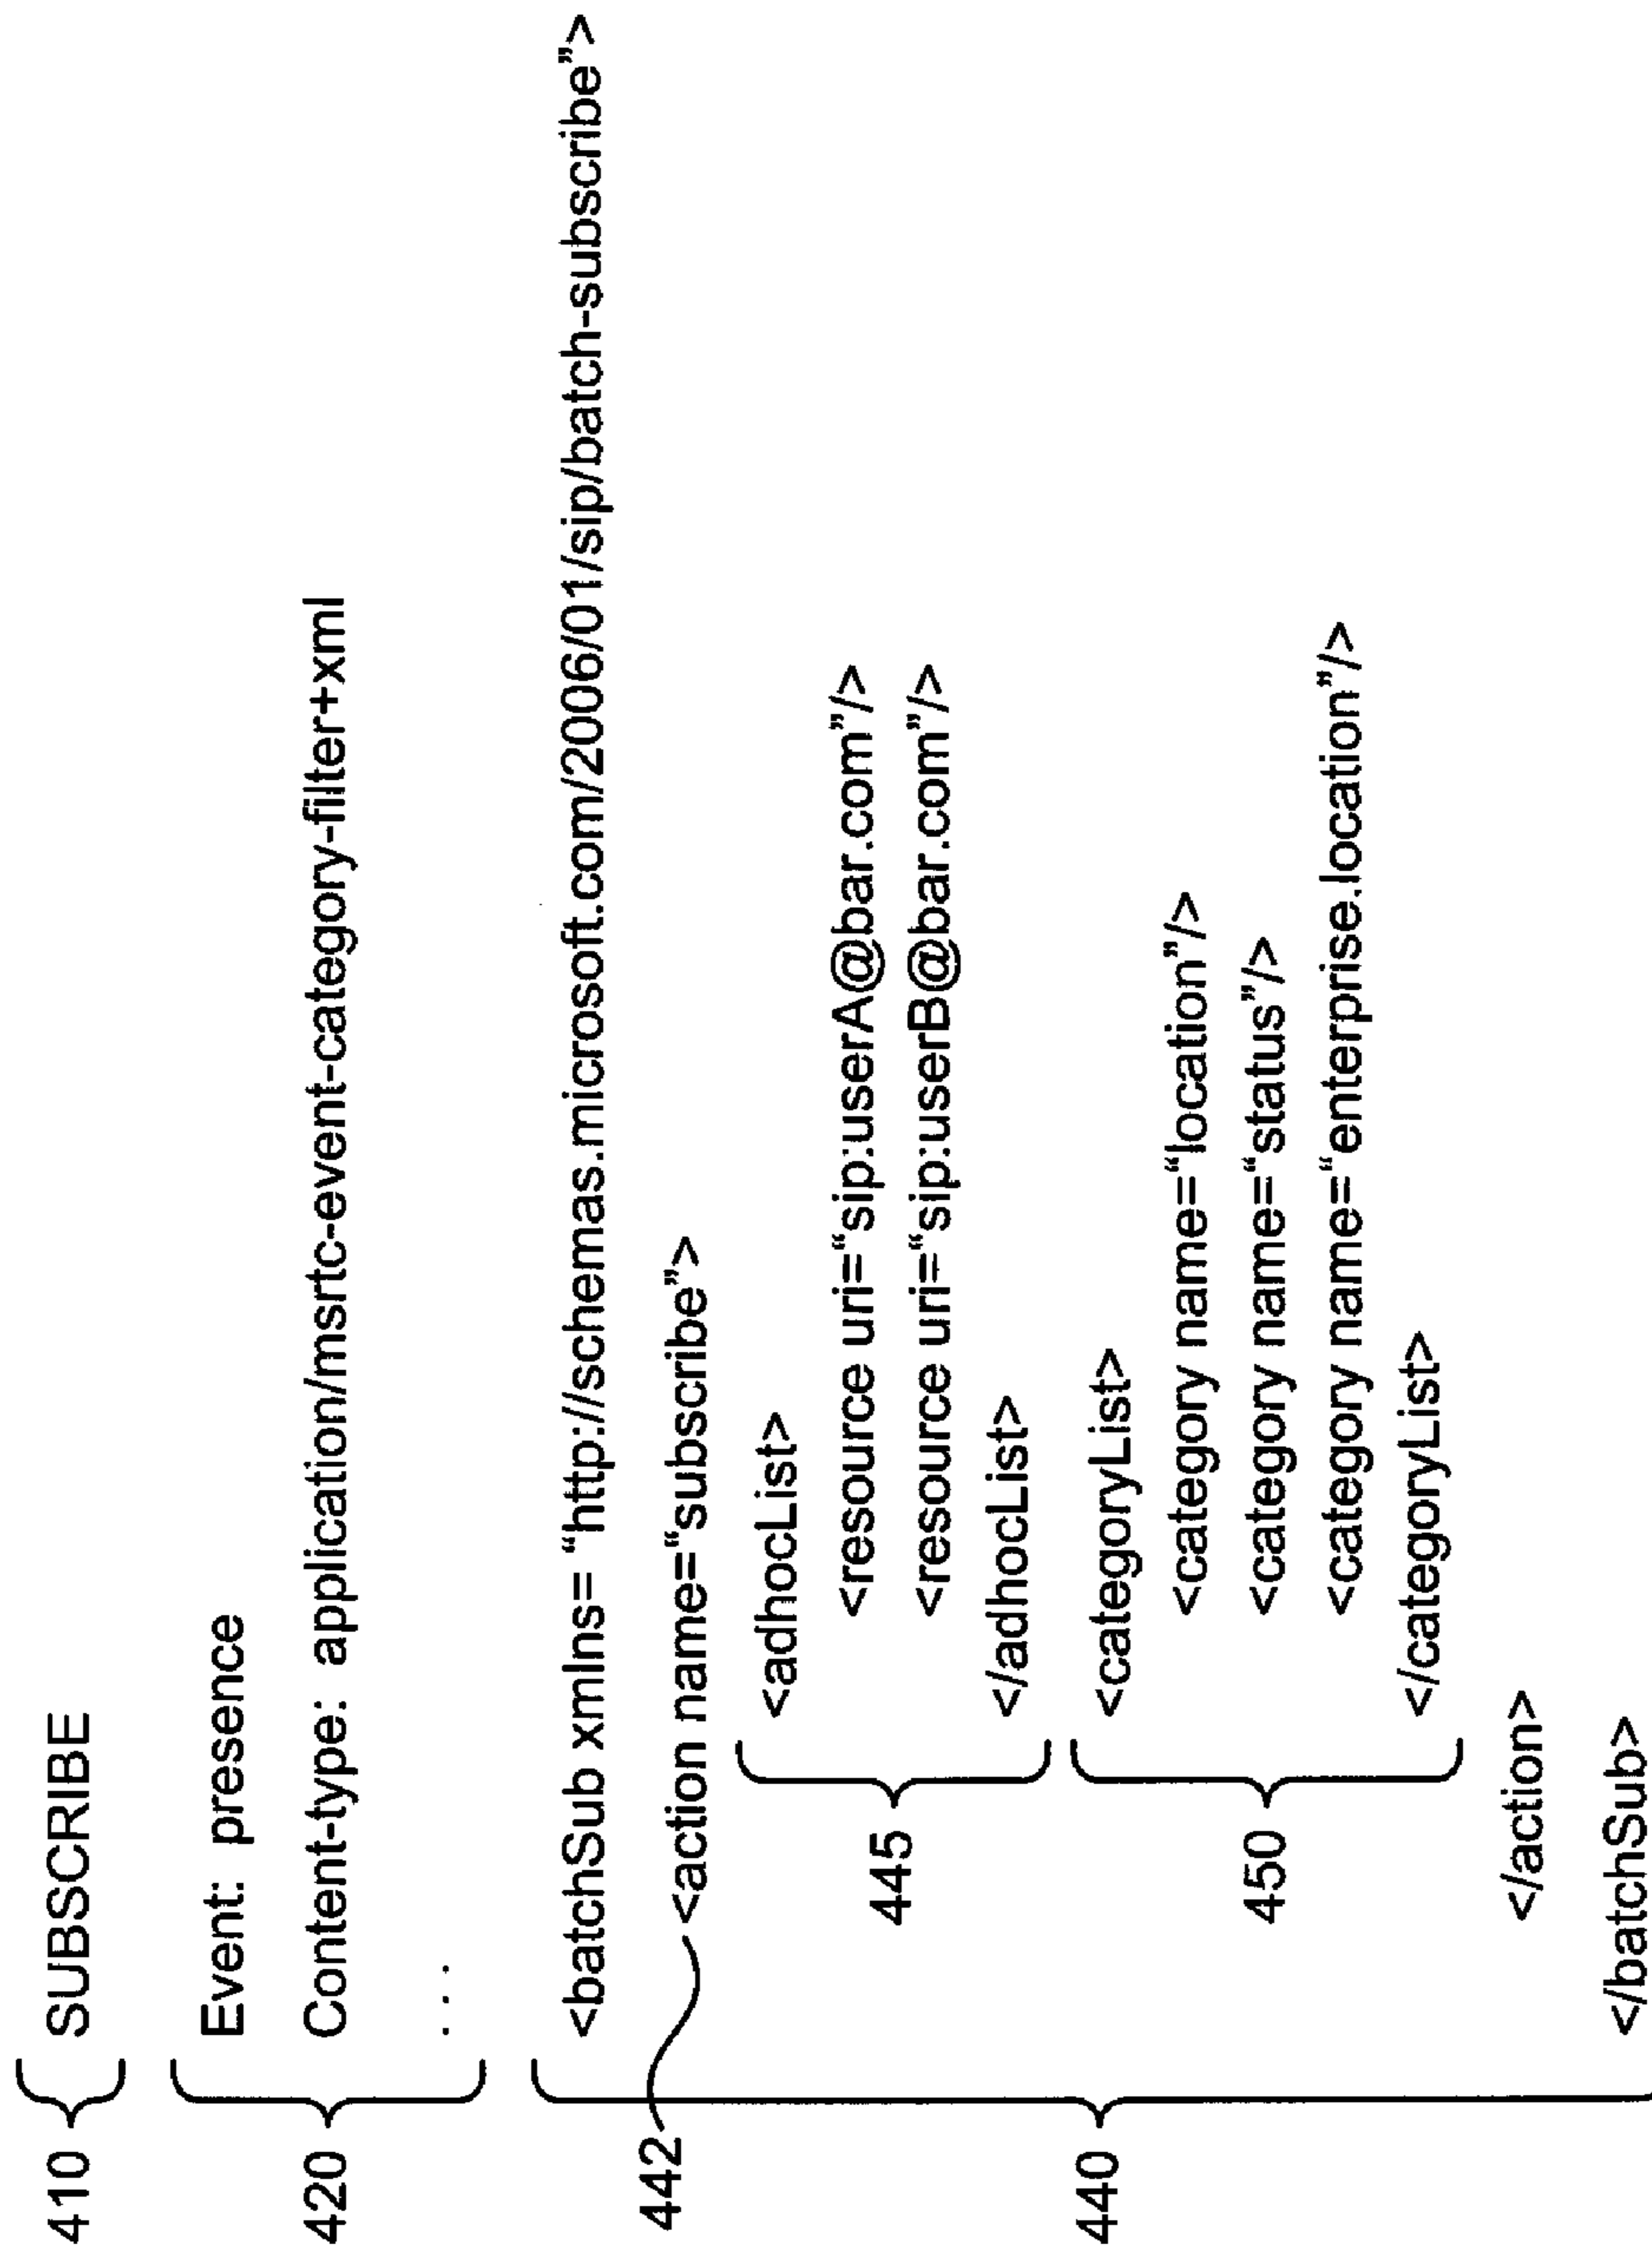 410 SUBSCRIBE
420 Event: presence
Content-type: application/msrtc-event-category-filter+xml
. . .
440 <batchSub xmlns= “http://schemas.microsoft.com/2006/01/sip/batch-subscribe”>
442 <action name=“subscribe”>
445 <adhocList>
<resource uri=“sip:userA@bar.com”/>
<resource uri=“sip:userB@bar.com”/>
</adhocList>
450 <categoryList>
<category name=“location”/>
<category name=“status”/>
<category name=“enterprise.location”/>
</categoryList>
</action>
</batchSub>